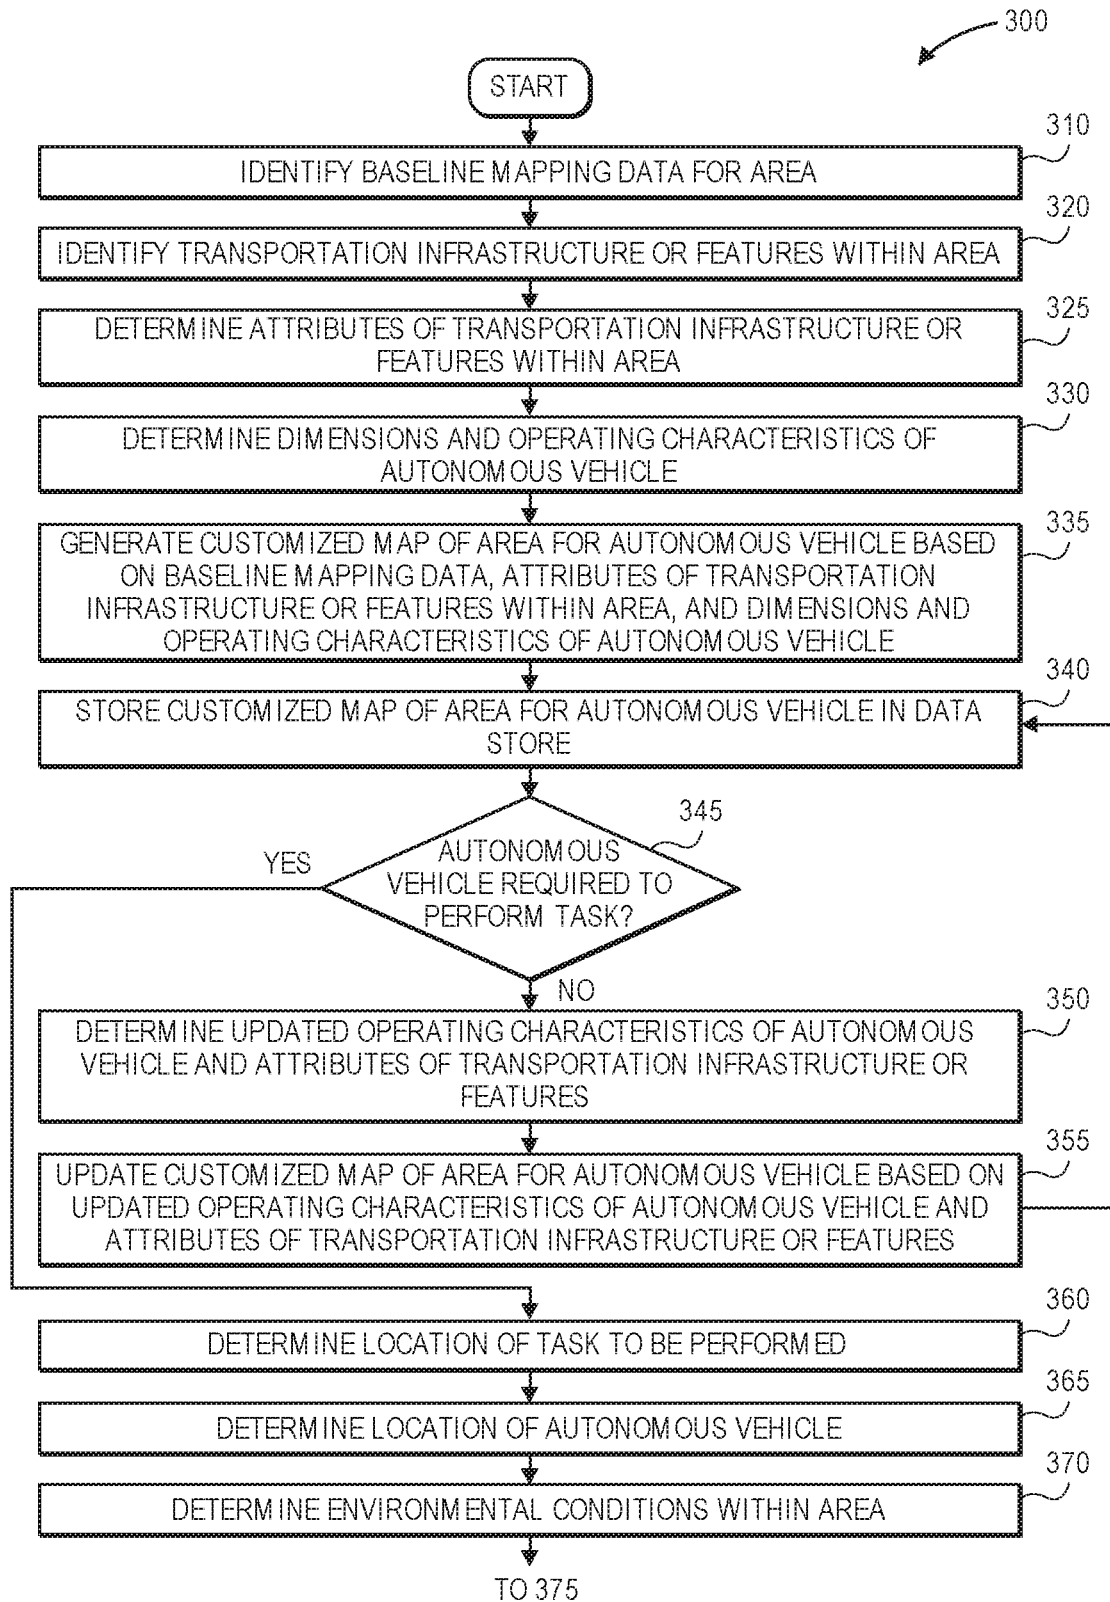 300
START
310
IDENTIFY BASELINE MAPPING DATA FOR AREA
320
IDENTIFY TRANSPORTATION INFRASTRUCTURE OR FEATURES WITHIN AREA
325
DETERMINE ATTRIBUTES OF TRANSPORTATION INFRASTRUCTURE OR
FEATURES WITHIN AREA
330
DETERMINE DIMENSIONS AND OPERATING CHARACTERISTICS OF
AUTONOMOUS VEHICLE
335
GENERATE CUSTOMIZED MAP OF AREA FOR AUTONOMOUS VEHICLE BASED
ON BASELINE MAPPING DATA, ATTRIBUTES OF TRANSPORTATION
INFRASTRUCTURE OR FEATURES WITHIN AREA, AND DIMENSIONS AND
OPERATING CHARACTERISTICS OF AUTONOMOUS VEHICLE
340
STORE CUSTOMIZED MAP OF AREA FOR AUTONOMOUS VEHICLE IN DATA
STORE
345
YES
AUTONOMOUS
VEHICLE REQUIRED TO
PERFORM TASK?
NO
350
DETERMINE UPDATED OPERATING CHARACTERISTICS OF AUTONOMOUS
VEHICLE AND ATTRIBUTES OF TRANSPORTATION INFRASTRUCTURE OR
FEATURES
355
UPDATE CUSTOMIZED MAP OF AREA FOR AUTONOMOUS VEHICLE BASED ON
UPDATED OPERATING CHARACTERISTICS OF AUTONOMOUS VEHICLE AND
ATTRIBUTES OF TRANSPORTATION INFRASTRUCTURE OR FEATURES
360
DETERMINE LOCATION OF TASK TO BE PERFORMED
365
DETERMINE LOCATION OF AUTONOMOUS VEHICLE
370
DETERMINE ENVIRONMENTAL CONDITIONS WITHIN AREA
TO 375